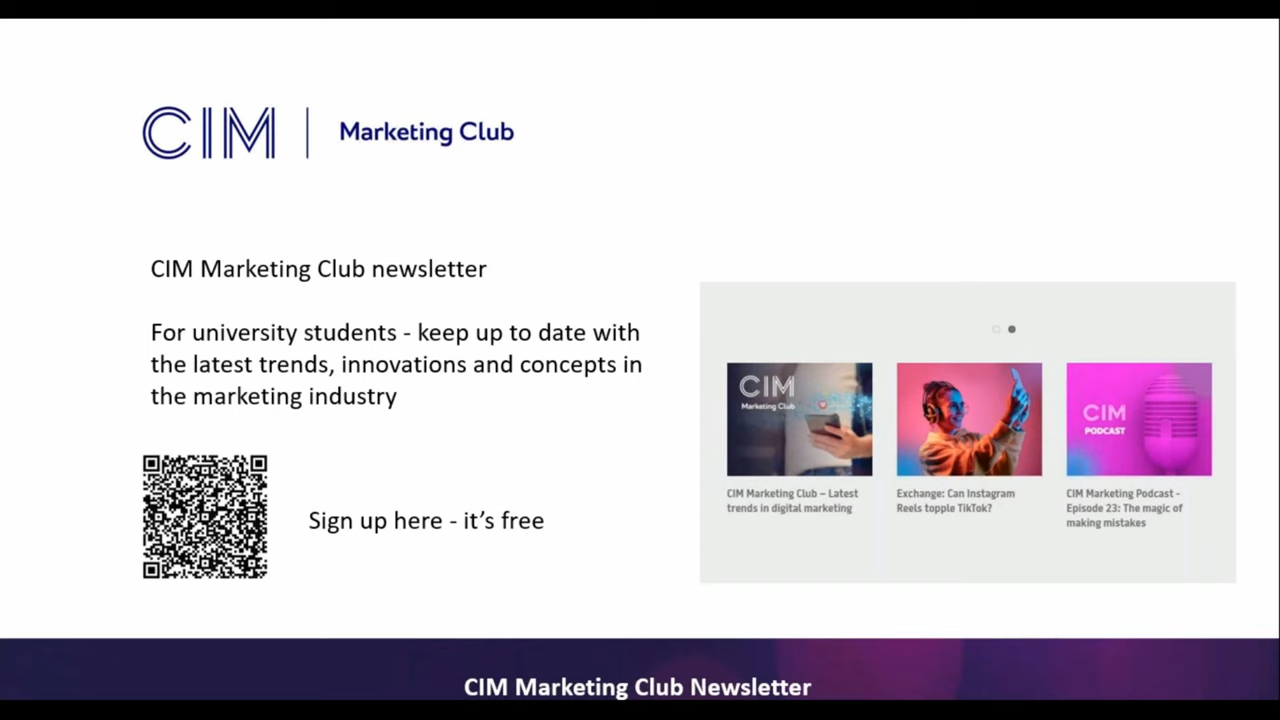 CIM | Marketing Club
CIM Marketing Club newsletter
For university students - keep up to date with
the latest trends, innovations and concepts in
the marketing industry
Sign up here - it’s free
CIM
Marketing Club
CIM Marketing Club – Latest
trends in digital marketing
Exchange: Can Instagram
Reels topple TikTok?
CIM
PODCAST
CIM Marketing Podcast -
Episode 23: The magic of
making mistakes
CIM Marketing Club Newsletter